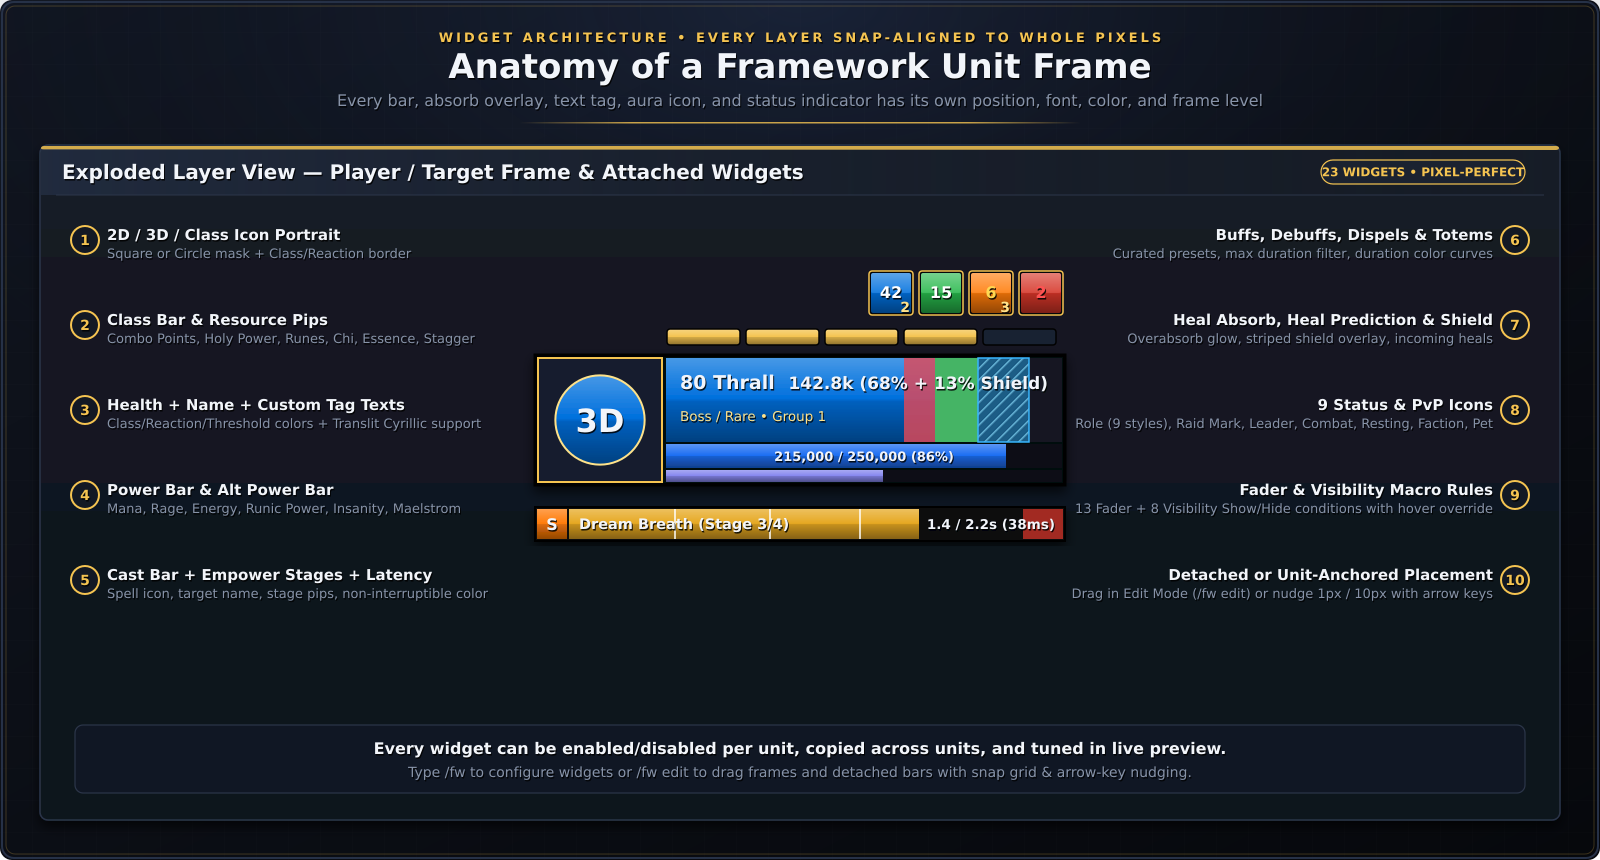 WIDGET ARCHITECTURE • EVERY LAYER SNAP-ALIGNED TO WHOLE PIXELS
Anatomy of a Framework Unit Frame
Every bar, absorb overlay, text tag, aura icon, and status indicator has its own position, font, color, and frame level
Exploded Layer View — Player / Target Frame & Attached Widgets
23 WIDGETS • PIXEL-PERFECT
1
2D / 3D / Class Icon Portrait
Square or Circle mask + Class/Reaction border
2
Class Bar & Resource Pips
Combo Points, Holy Power, Runes, Chi, Essence, Stagger
3
Health + Name + Custom Tag Texts
Class/Reaction/Threshold colors + Translit Cyrillic support
4
Power Bar & Alt Power Bar
Mana, Rage, Energy, Runic Power, Insanity, Maelstrom
5
Cast Bar + Empower Stages + Latency
Spell icon, target name, stage pips, non-interruptible color
42
2
15
6
3
2
3D
80 Thrall 142.8k (68% + 13% Shield)
Boss / Rare • Group 1
215,000 / 250,000 (86%)
S
Dream Breath (Stage 3/4)
1.4 / 2.2s (38ms)
Buffs, Debuffs, Dispels & Totems
6
Curated presets, max duration filter, duration color curves
Heal Absorb, Heal Prediction & Shield
7
Overabsorb glow, striped shield overlay, incoming heals
9 Status & PvP Icons
8
Role (9 styles), Raid Mark, Leader, Combat, Resting, Faction, Pet
Fader & Visibility Macro Rules
9
13 Fader + 8 Visibility Show/Hide conditions with hover override
Detached or Unit-Anchored Placement
10
Drag in Edit Mode (/fw edit) or nudge 1px / 10px with arrow keys
Every widget can be enabled/disabled per unit, copied across units, and tuned in live preview.
Type /fw to configure widgets or /fw edit to drag frames and detached bars with snap grid & arrow-key nudging.